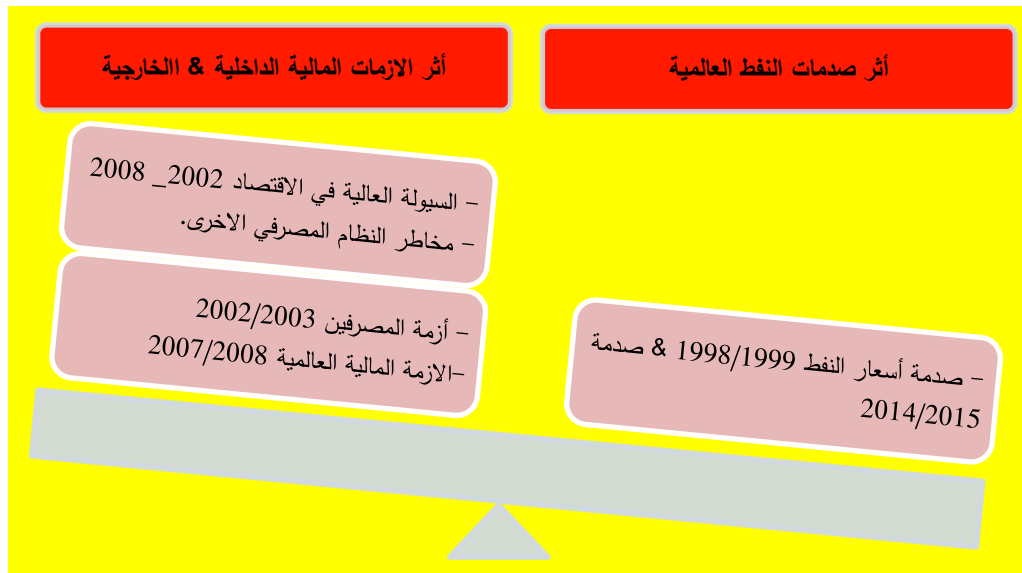 أثر صدمات النفط العالمية
أثر الازمات المالية الداخلية & االخارجية
– صدمة أسعار النفط 1998/1999 & صدمة
2014/2015
– السيولة العالية في الاقتصاد 2002_ 2008
– مخاطر النظام المصرفي الاخرى.
– أزمة المصرفين 2002/2003
–الازمة المالية العالمية 2007/2008